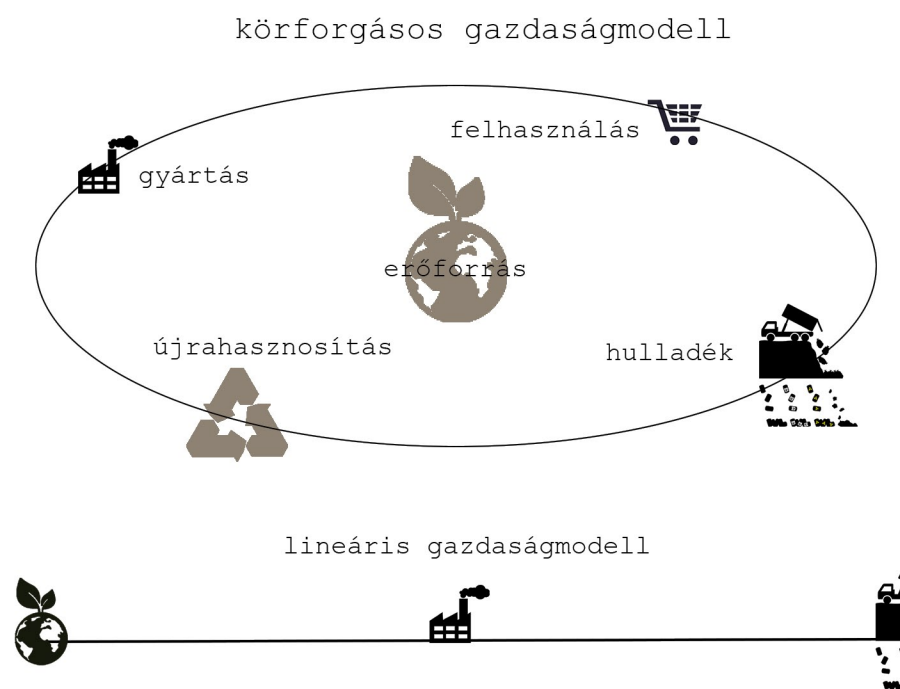 körforgásos gazdaságmodell
felhasználás
gyártás
erőforrás
újrahasznosítás
hulladék
lineáris gazdaságmodell